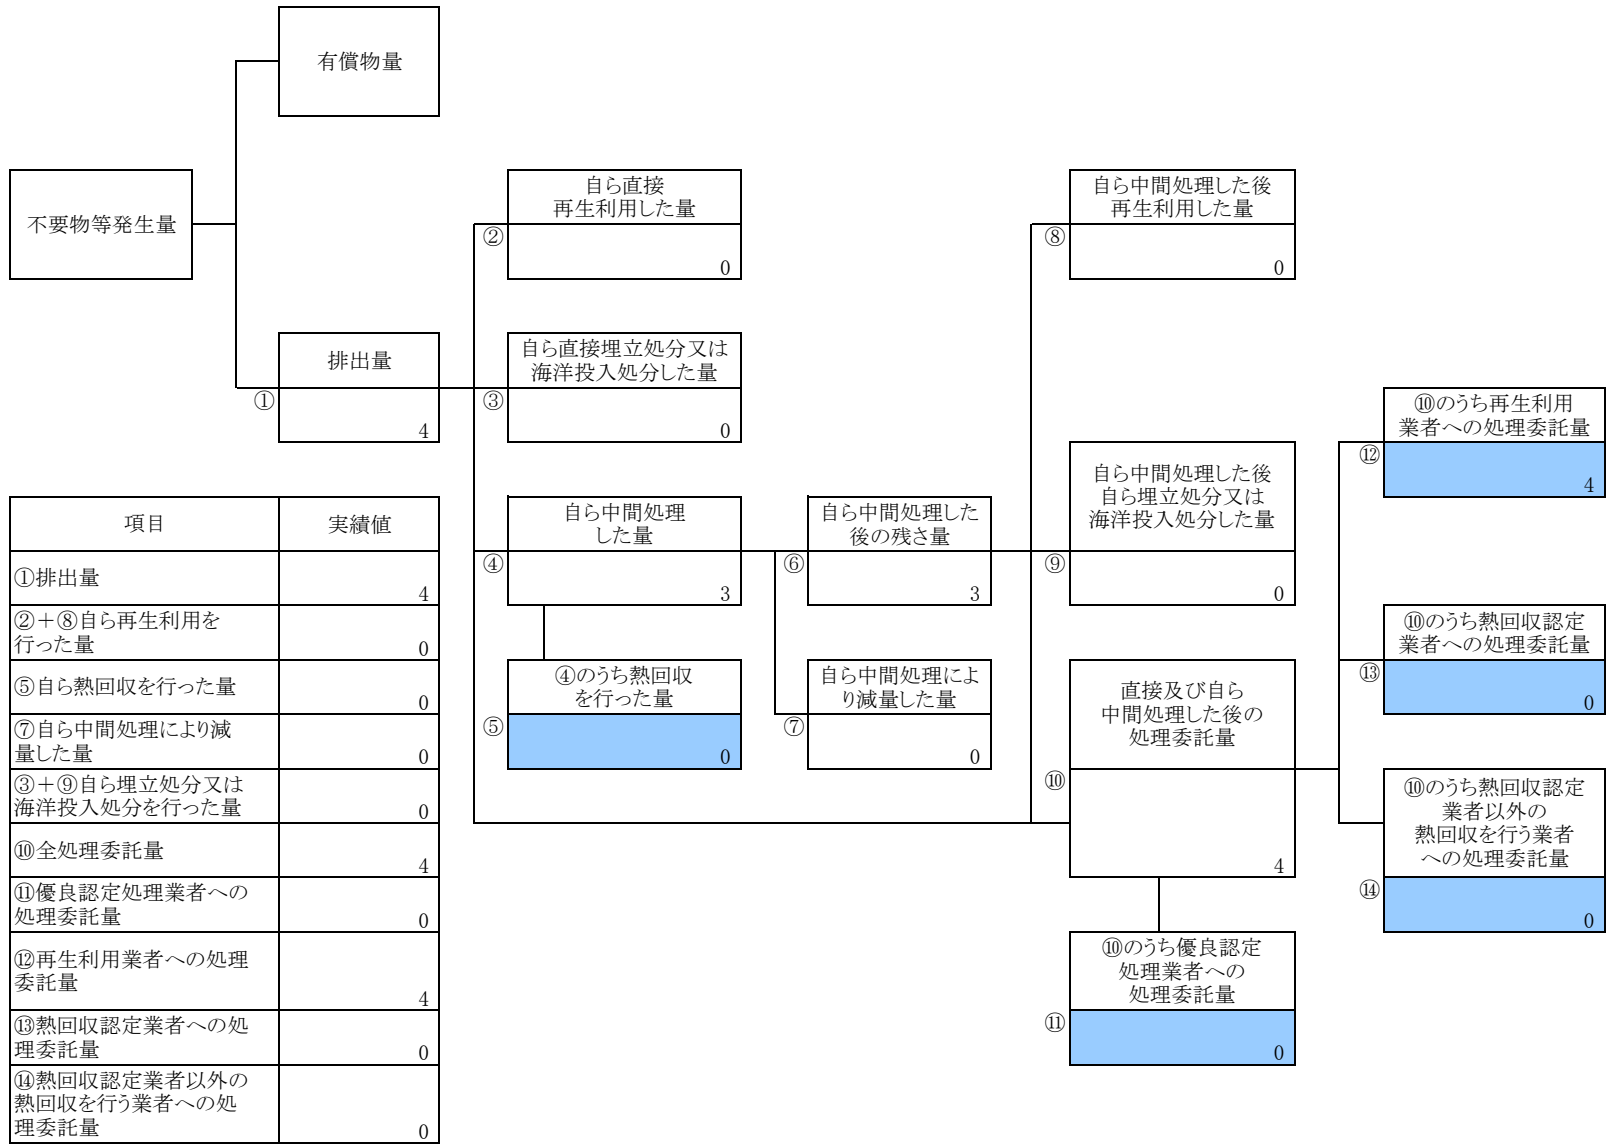 有償物量
不要物等発生量
自ら直接
再生利用した量
②
0
自ら中間処理した後
再生利用した量
⑧
0
排出量
①
4
自ら直接埋立処分又は
海洋投入処分した量
③
0
⑩のうち再生利用
業者への処理委託量
⑫
4
自ら中間処理
した量
④
3
自ら中間処理した
後の残さ量
⑥
3
自ら中間処理した後
自ら埋立処分又は
海洋投入処分した量
⑨
0
⑩のうち熱回収認定
業者への処理委託量
⑬
0
④のうち熱回収
を行った量
⑤
0
自ら中間処理によ
り減量した量
⑦
0
直接及び自ら
中間処理した後の
処理委託量
⑩
4
⑩のうち熱回収認定
業者以外の
熱回収を行う業者
への処理委託量
⑭
0
⑩のうち優良認定
処理業者への
処理委託量
⑪
0
項目 実績値
①排出量
4
②＋⑧自ら再生利用を
行った量
0
⑤自ら熱回収を行った量
0
⑦自ら中間処理により減
量した量
0
③＋⑨自ら埋立処分又は
海洋投入処分を行った量
0
⑩全処理委託量
4
⑪優良認定処理業者への
処理委託量
0
⑫再生利用業者への処理
委託量
4
⑬熱回収認定業者への処
理委託量
0
⑭熱回収認定業者以外の
熱回収を行う業者への処
理委託量
0